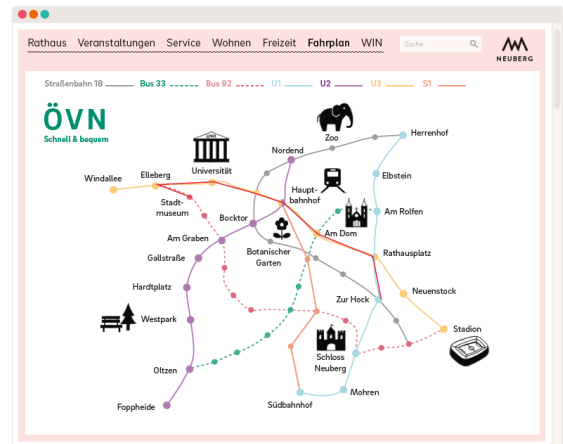 Rathaus Veranstaltungen Service Wohnen Freizeit Fahrplan WIN
Suche
NEUBERG
Straßenbahn 18 Bus 33 Bus 92 U1 U2 U3 S1
ÖVN
Schnell & bequem
Zoo
Herrenhof
Universität
Nordend
Windallee
Elleberg
Elbstein
Haupt-
bahnhof
Stadt-
museum
Bocktor
Am Rolfen
Am Graben
Am Dom
Botanischer
Garten
Rathausplatz
Gallstraße
Hardtplatz
Zur Hock
Neuenstock
Westpark
Stadion
Schloss
Neuberg
Oltzen
Mohren
Südbahnhof
Foppheide